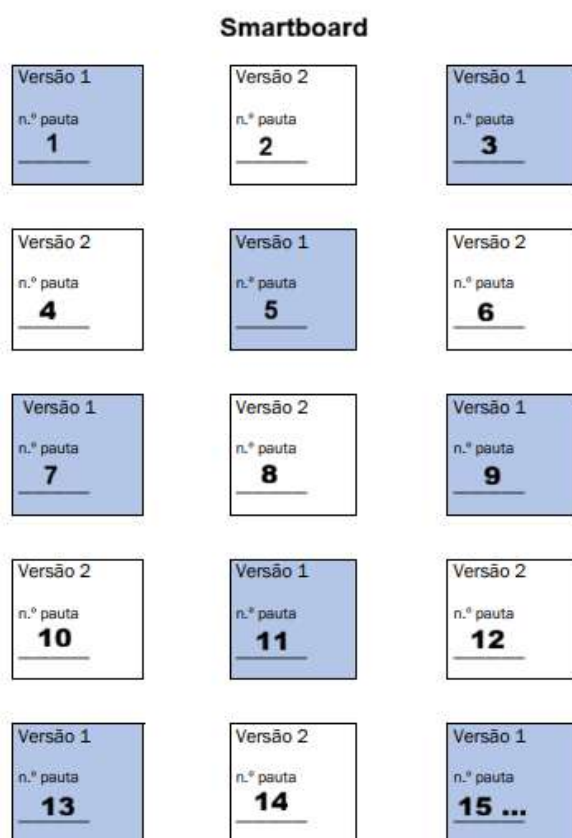 Smartboard
Versão 1
n.º pauta
1
Versão 2
n.º pauta
2
Versão 1
n.º pauta
3
Versão 2
n.º pauta
4
Versão 1
n.º pauta
5
Versão 2
n.º pauta
6
Versão 1
n.º pauta
7
Versão 2
n.º pauta
8
Versão 1
n.º pauta
9
Versão 2
n.º pauta
10
Versão 1
n.º pauta
11
Versão 2
n.º pauta
12
Versão 1
n.º pauta
13
Versão 2
n.º pauta
14
Versão 1
n.º pauta
15 ...